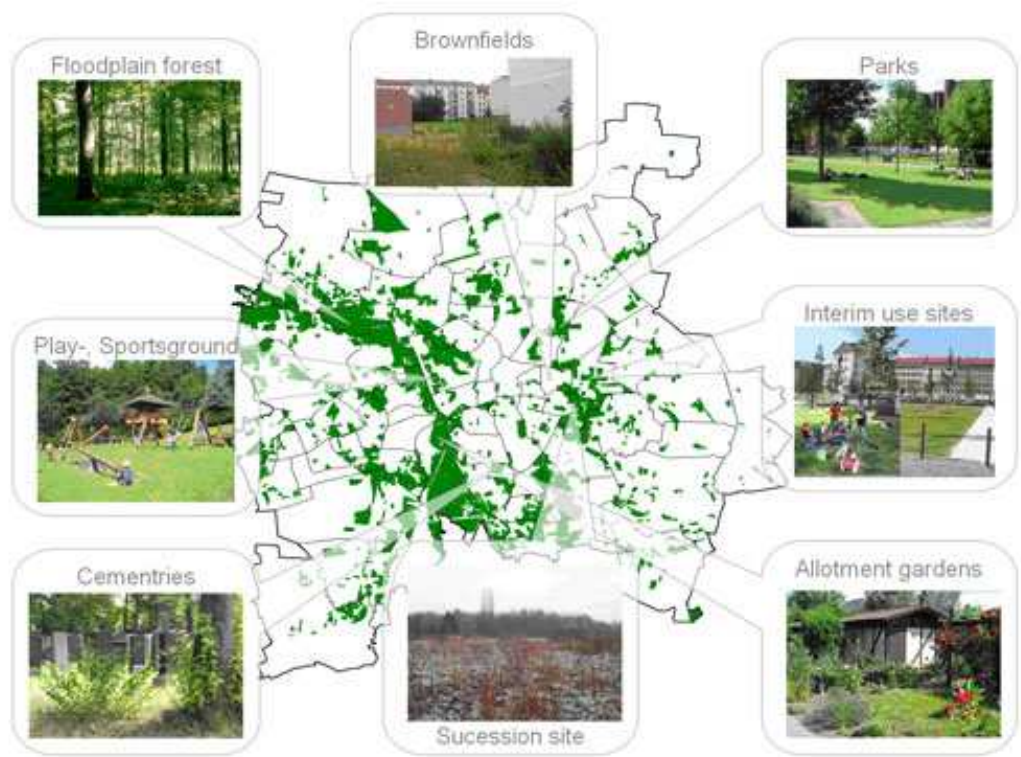 Brownfields
Floodplain forest
Parks
Interim use sites
Play-, Sportsground
Cementries
Allotment gardens
Sucession site